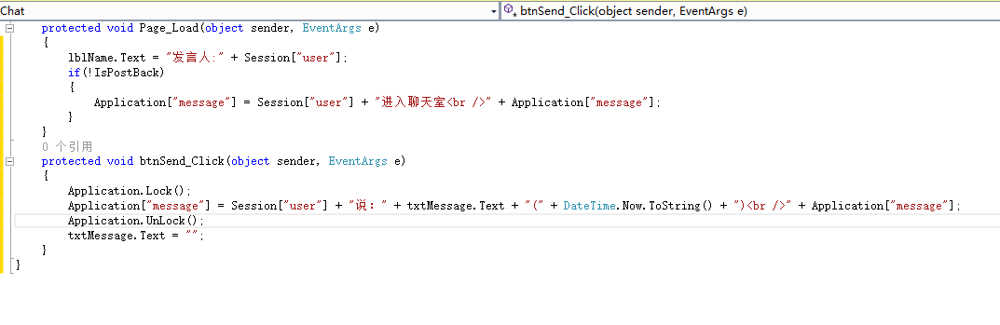 Chat
btnSend_Click(object sender, EventArgs e)
protected void Page_Load(object sender, EventArgs e)
{
lblName.Text = "发言人:" + Session["user"];
if(!IsPostBack)
{
Application["message"] = Session["user"] + "进入聊天室<br />" + Application["message"];
}
}
0 个引用
protected void btnSend_Click(object sender, EventArgs e)
{
Application.Lock();
Application["message"] = Session["user"] + "说：" + txtMessage.Text + "(" + DateTime.Now.ToString() + ")<br />" + Application["message"];
Application.UnLock();
txtMessage.Text = "";
}
}